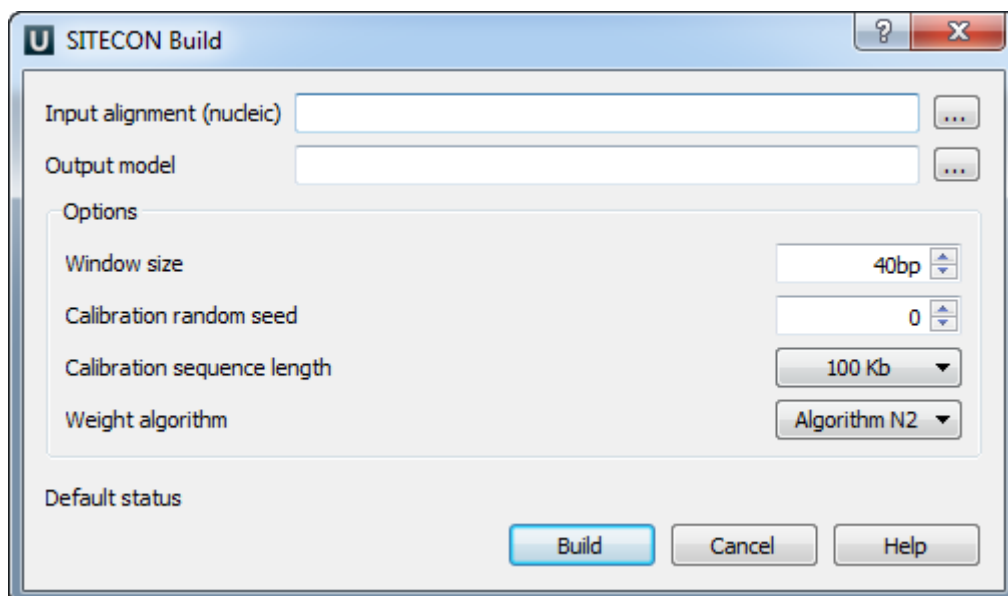 U SITECON Build ? X
Input alignment (nucleic) ...
Output model ...
Options
Window size 40bp
Calibration random seed 0
Calibration sequence length 100 Kb
Weight algorithm Algorithm N2
Default status
Build Cancel Help